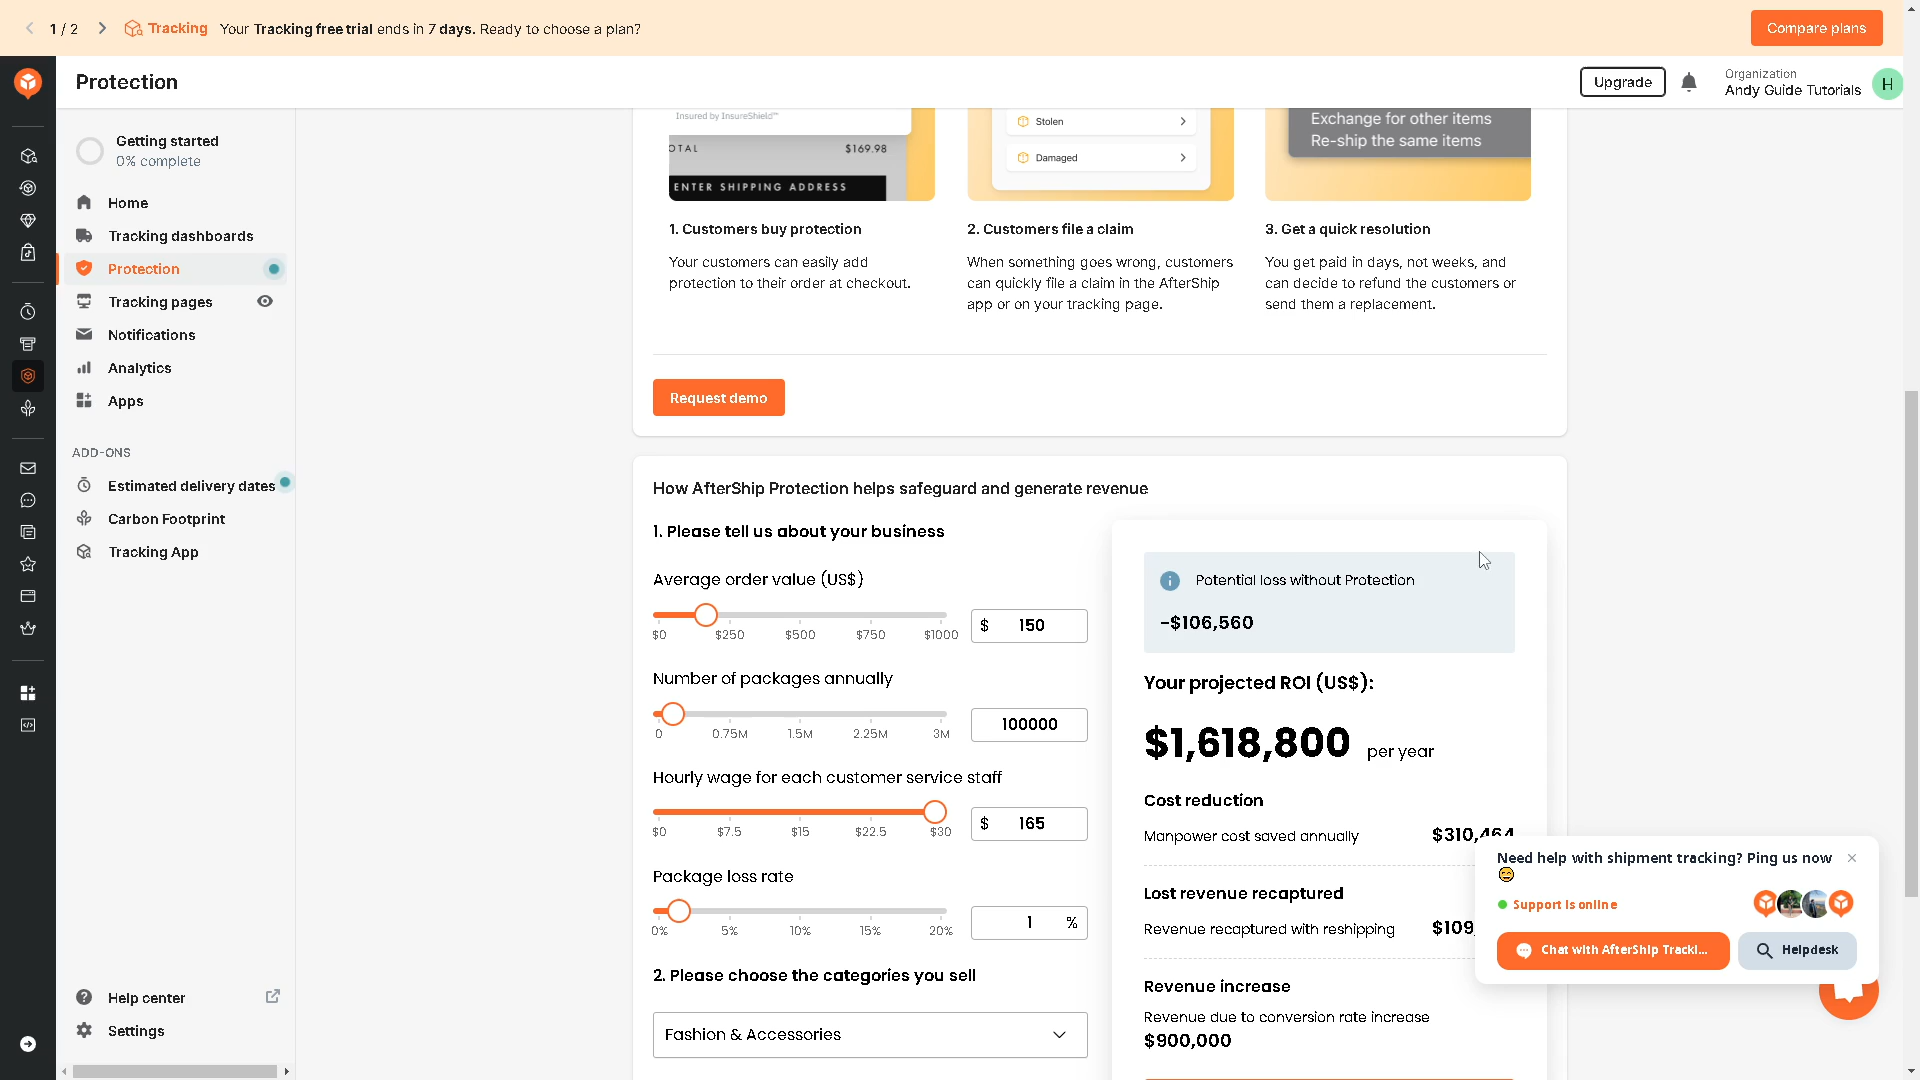 1 / 2
Tracking
Your Tracking free trial ends in 7 days. Ready to choose a plan?
Compare plans
Protection
Upgrade
Organization
Andy Guide Tutorials
H
Getting started
0% complete
Home
Tracking dashboards
Protection
Tracking pages
Notifications
Analytics
Apps
ADD-ONS
Estimated delivery dates
Carbon Footprint
Tracking App
Help center
Settings
Insured by InsureShield™
OTAL
$169.98
ENTER SHIPPING ADDRESS
Stolen
Damaged
Exchange for other items
Re-ship the same items
1. Customers buy protection
Your customers can easily add
protection to their order at checkout.
2. Customers file a claim
When something goes wrong, customers
can quickly file a claim in the AfterShip
app or on your tracking page.
3. Get a quick resolution
You get paid in days, not weeks, and
can decide to refund the customers or
send them a replacement.
Request demo
How AfterShip Protection helps safeguard and generate revenue
1. Please tell us about your business
Average order value (US$)
$0 $250 $500 $750 $1000
$ 150
Number of packages annually
0 0.75M 1.5M 2.25M 3M
100000
Hourly wage for each customer service staff
$0 $7.5 $15 $22.5 $30
$ 165
Package loss rate
0% 5% 10% 15% 20%
1 %
2. Please choose the categories you sell
Fashion & Accessories
Potential loss without Protection
-$106,560
Your projected ROI (US$):
$1,618,800 per year
Cost reduction
Manpower cost saved annually
$310,464
Lost revenue recaptured
Revenue recaptured with reshipping
$109,
Revenue increase
Revenue due to conversion rate increase
$900,000
Need help with shipment tracking? Ping us now
Support is online
Chat with AfterShip Tracki...
Helpdesk